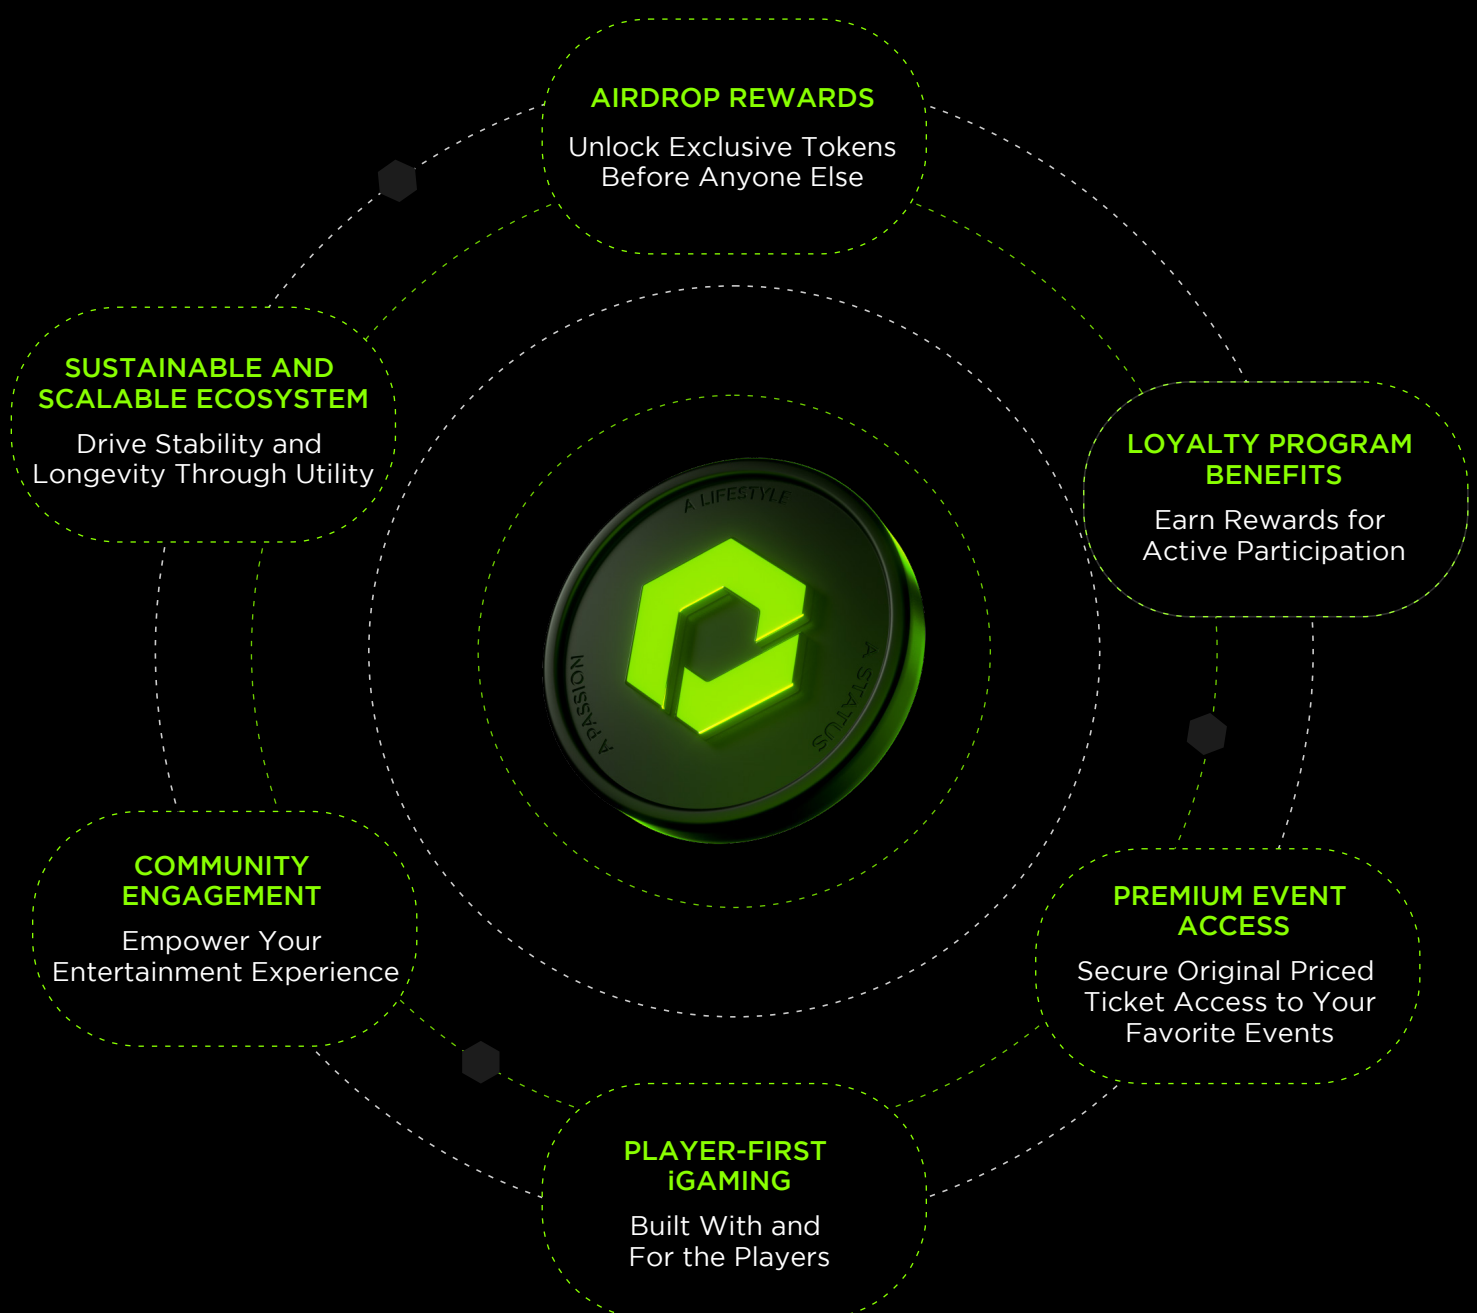 AIRDROP REWARDS
Unlock Exclusive Tokens
Before Anyone Else
SUSTAINABLE AND
SCALABLE ECOSYSTEM
Drive Stability and
Longevity Through Utility
LOYALTY PROGRAM
BENEFITS
Earn Rewards for
Active Participation
A LIFESTYLE
A PASSION
A STATUS
COMMUNITY
ENGAGEMENT
Empower Your
Entertainment Experience
PREMIUM EVENT
ACCESS
Secure Original Priced
Ticket Access to Your
Favorite Events
PLAYER-FIRST
iGAMING
Built With and
For the Players